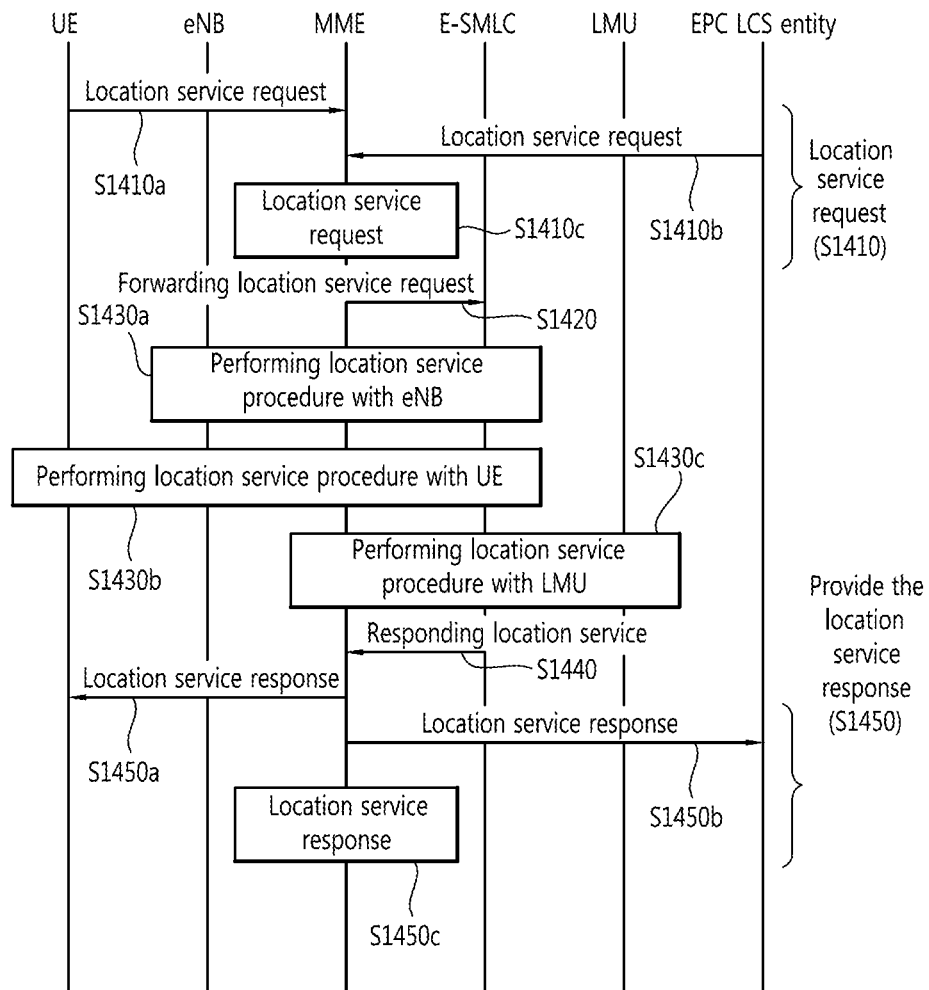 UE eNB MME E-SMLC LMU EPC LCS entity
Location service request
Location service request
S1410a
Location service
request
S1410c
S1410b
Location
service
request
(S1410)
Forwarding location service request
S1430a
S1420
Performing location service
procedure with eNB
S1430c
Performing location service procedure with UE
S1430b
Performing location service
procedure with LMU
Provide the
location
service
response
(S1450)
Responding location service
S1440
Location service response
Location service response
S1450a
S1450b
Location service
response
S1450c